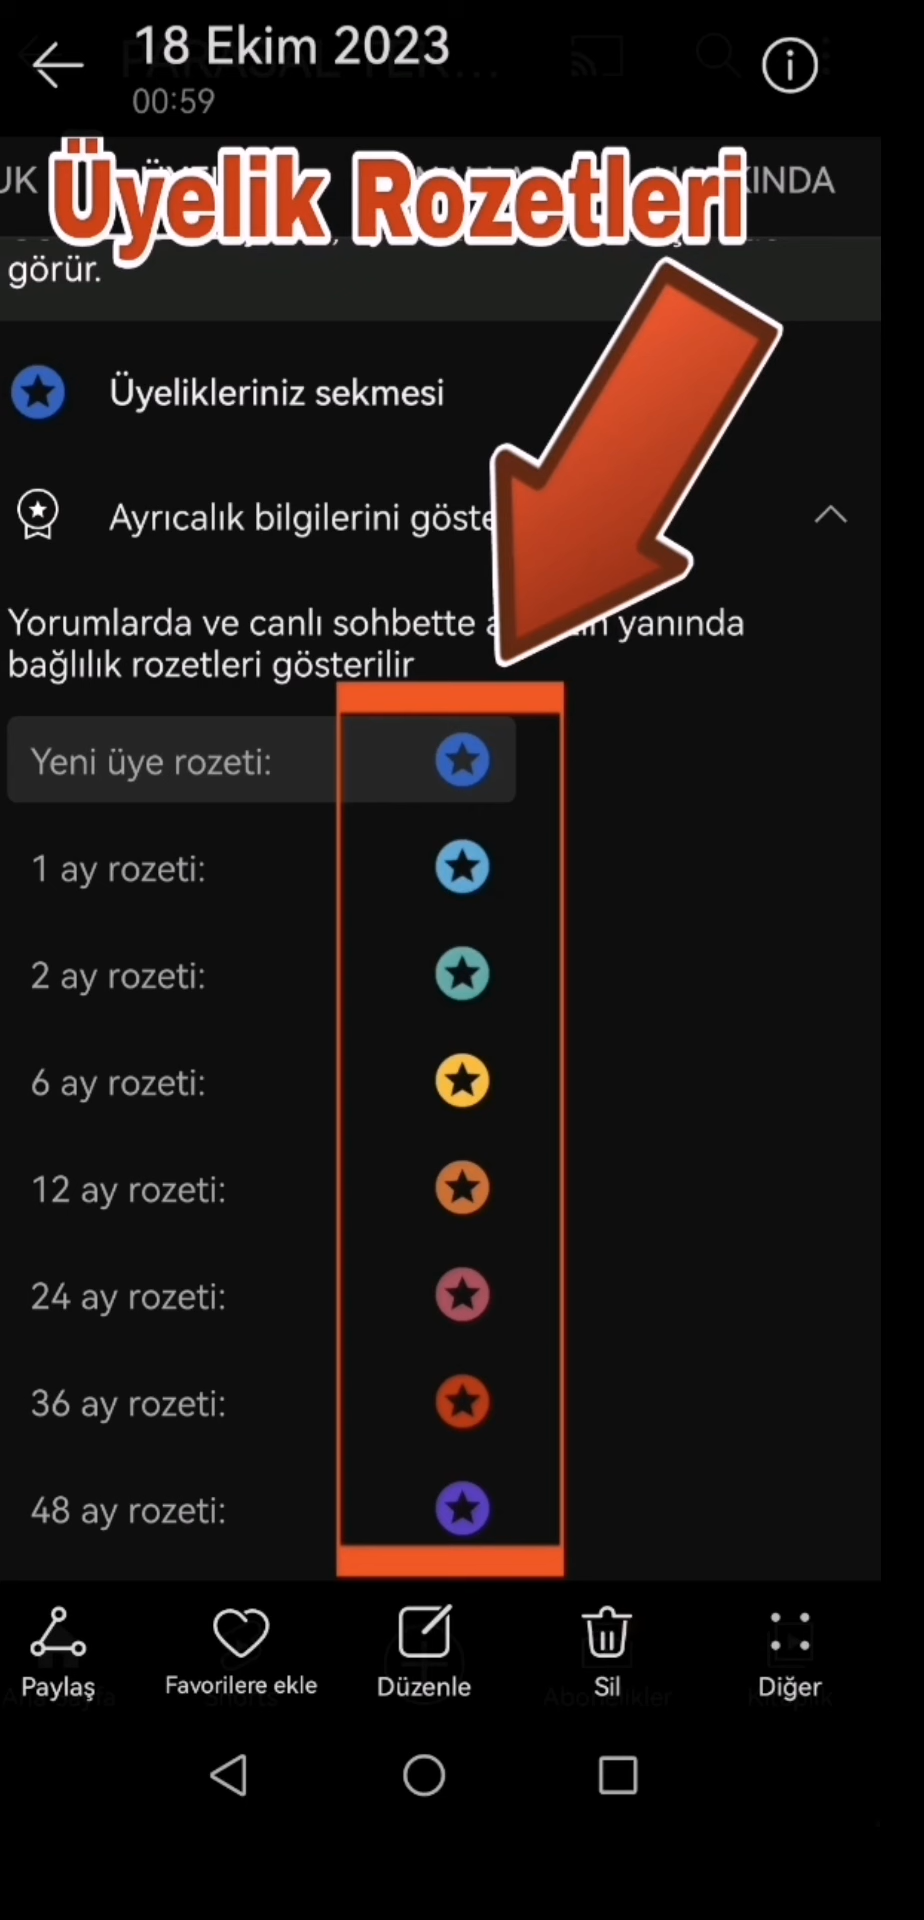 18 Ekim 2023
00:59
Üyelik Rozetleri
görür.
Üyelikleriniz sekmesi
Ayrıcalık bilgilerini
Yorumlarda ve canlı sohbette yanında
bağlılık rozetleri gösterilir
Yeni üye rozeti:
1 ay rozeti:
2 ay rozeti:
6 ay rozeti:
12 ay rozeti:
24 ay rozeti:
36 ay rozeti:
48 ay rozeti:
Paylaş
Favorilere ekle
Düzenle
Sil
Diğer